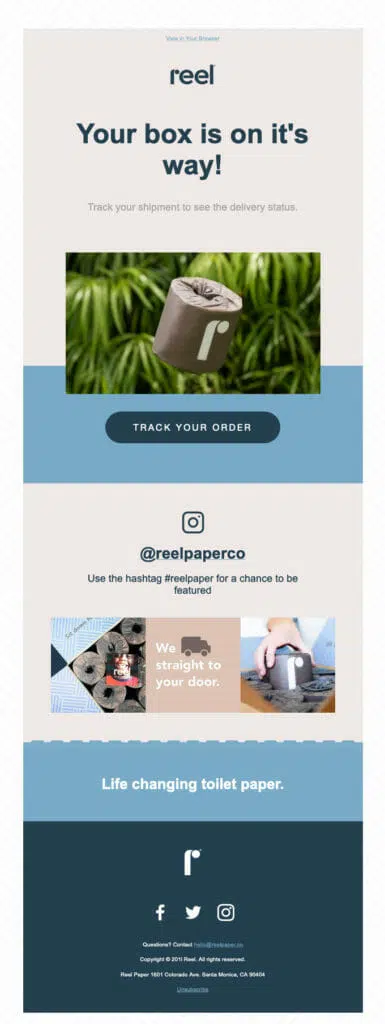 View in Your Browser
reel
Your box is on it's
way!
Track your shipment to see the delivery status.
r
TRACK YOUR ORDER
@reelpaperco
Use the hashtag #reelpaper for a chance to be
featured
reel
We
straight to
your door.
r
Life changing toilet paper.
r
Questions? Contact hello@reelpaper.co
Copyright © Reel. All rights reserved.
Reel Paper 1601 Colorado Ave. Santa Monica, CA 90404
Unsubscribe